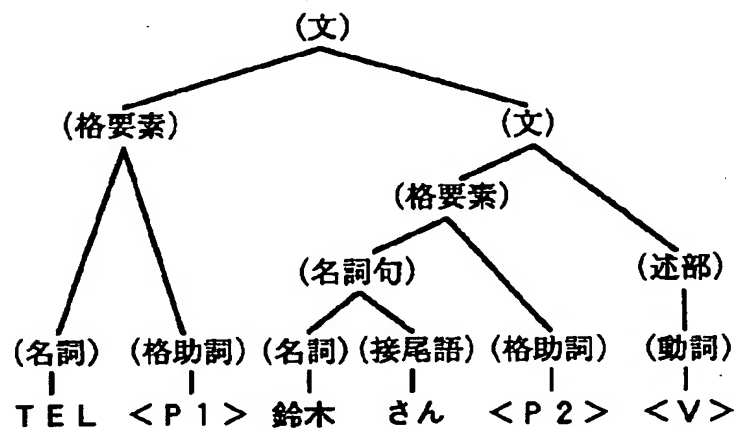 (文)
(格要素) (文)
(格要素)
(名詞句) (述部)
(名詞) (格助詞) (名詞) (接尾語) (格助詞) (動詞)
TEL <P1> 鈴木 さん <P2> <V>